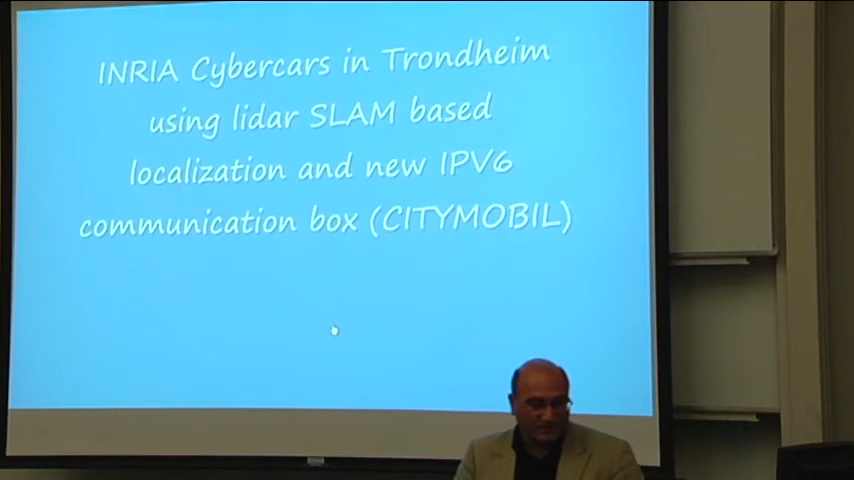 INRIA Cybercars in Trondheim
using lidar SLAM based
localization and new IPV6
communication box (CITYMOBIL)